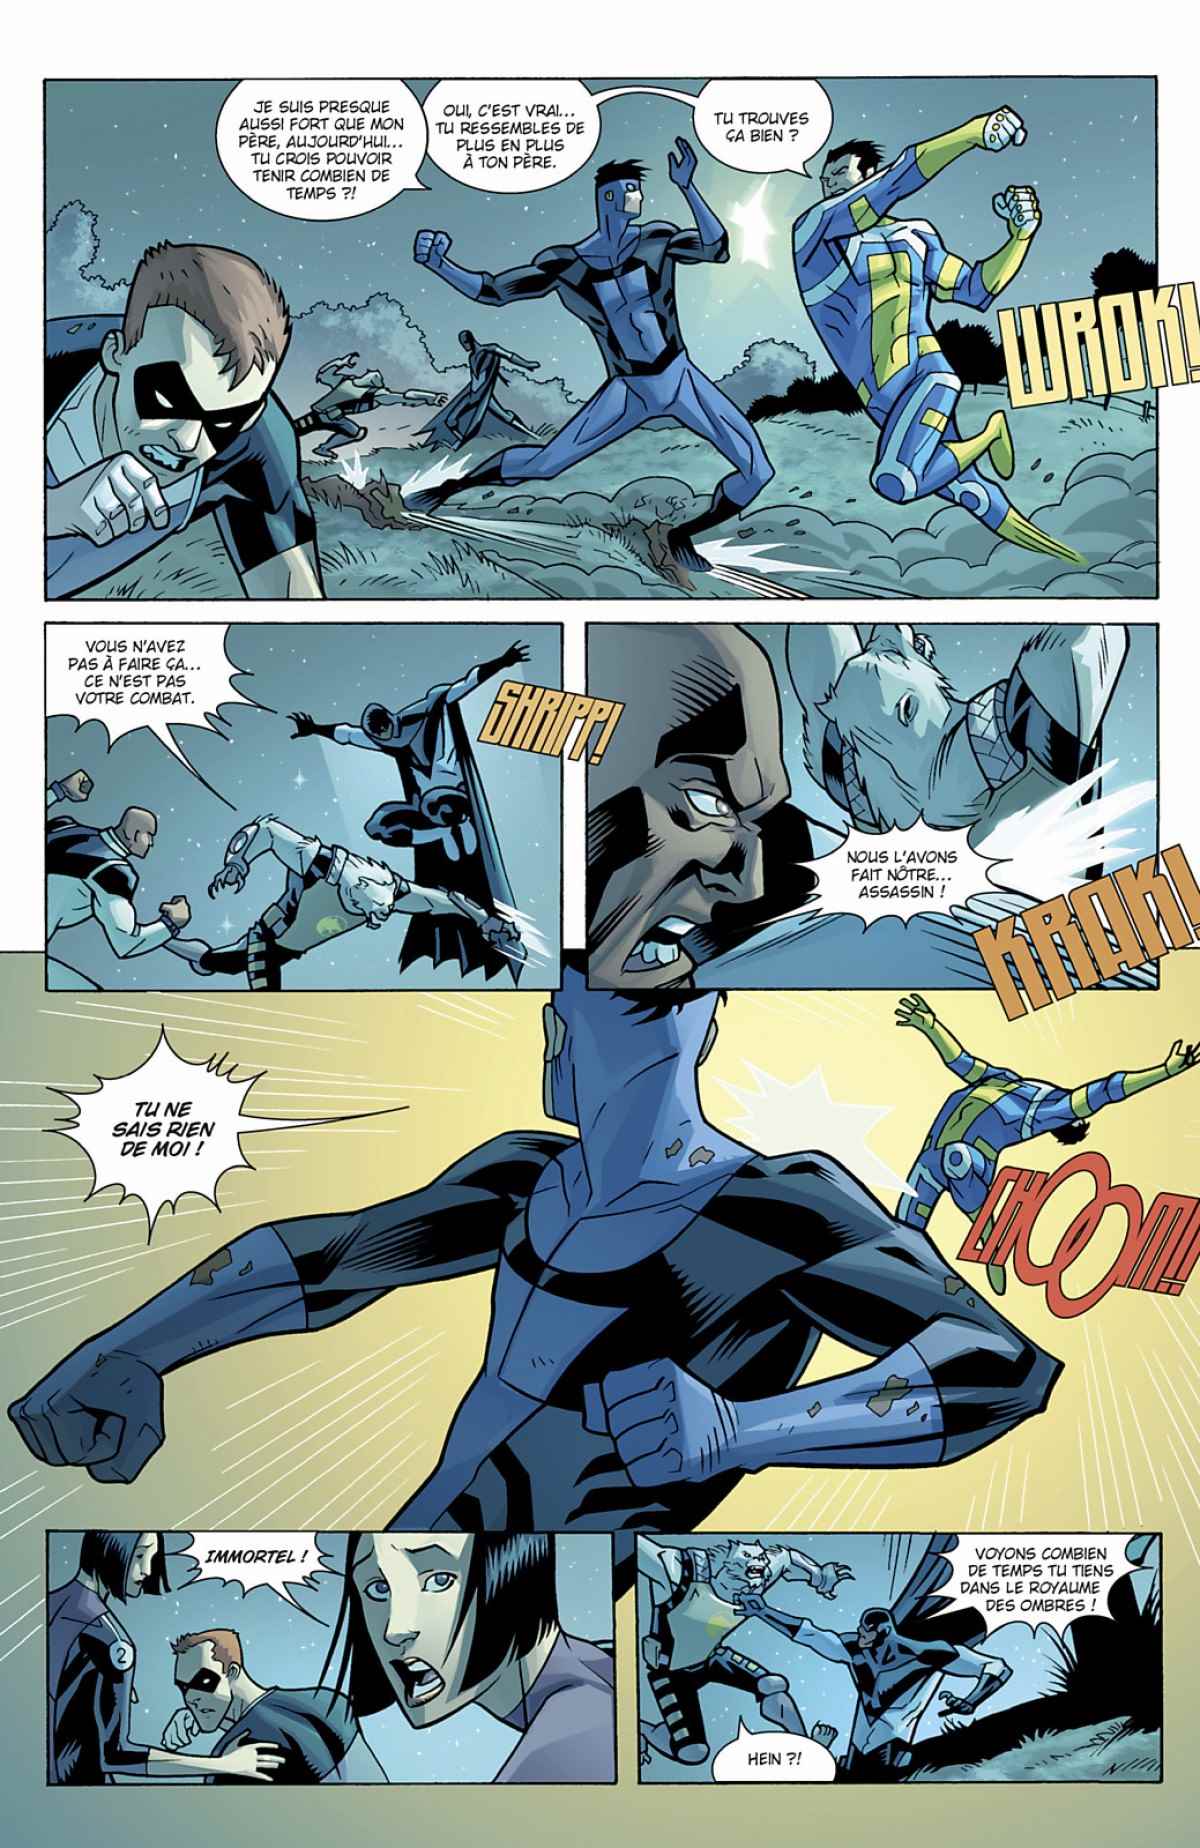 JE SUIS PRESQUE
AUSSI FORT QUE MON
PÈRE, AUJOURD'HUI...
TU CROIS POUVOIR
TENIR COMBIEN DE
TEMPS ?!
OUI, C'EST VRAI...
TU RESSEMBLES DE
PLUS EN PLUS
À TON PÈRE.
TU TROUVES
ÇA BIEN ?
WROK!
VOUS N'AVEZ
PAS À FAIRE ÇA...
CE N'EST PAS
VOTRE COMBAT.
SHRIPP!
NOUS L'AVONS
FAIT NÔTRE...
ASSASSIN !
KRAK!
TU NE
SAIS RIEN
DE MOI !
CHOOM!!
IMMORTEL !
2
VOYONS COMBIEN
DE TEMPS TU TIENS
DANS LE ROYAUME
DES OMBRES !
HEIN ?!